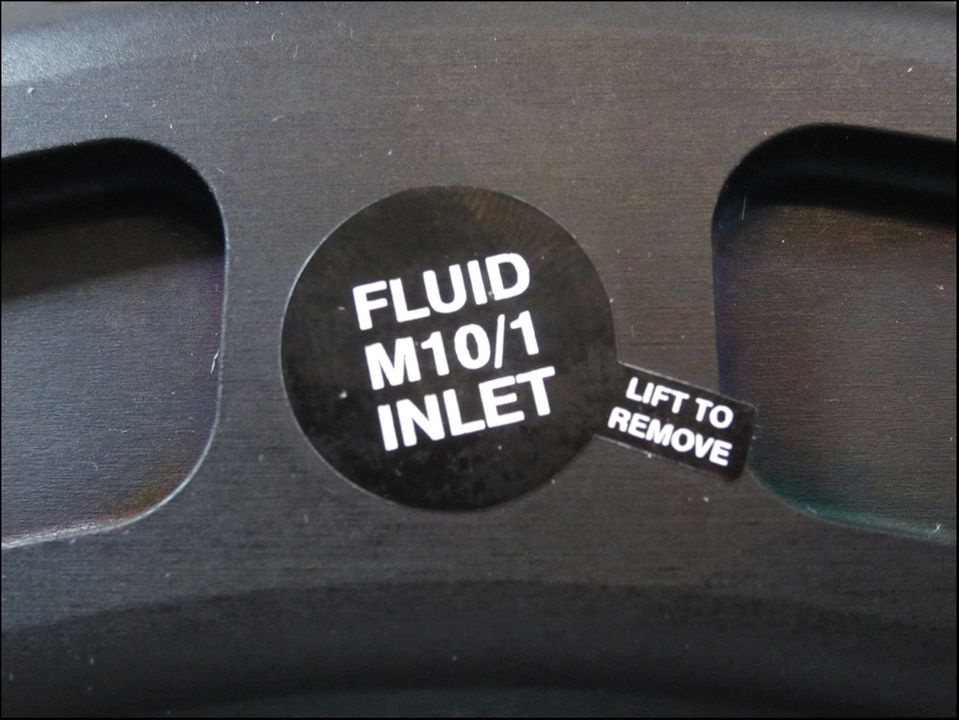 FLUID
M10/1
INLET
LIFT TO
REMOVE